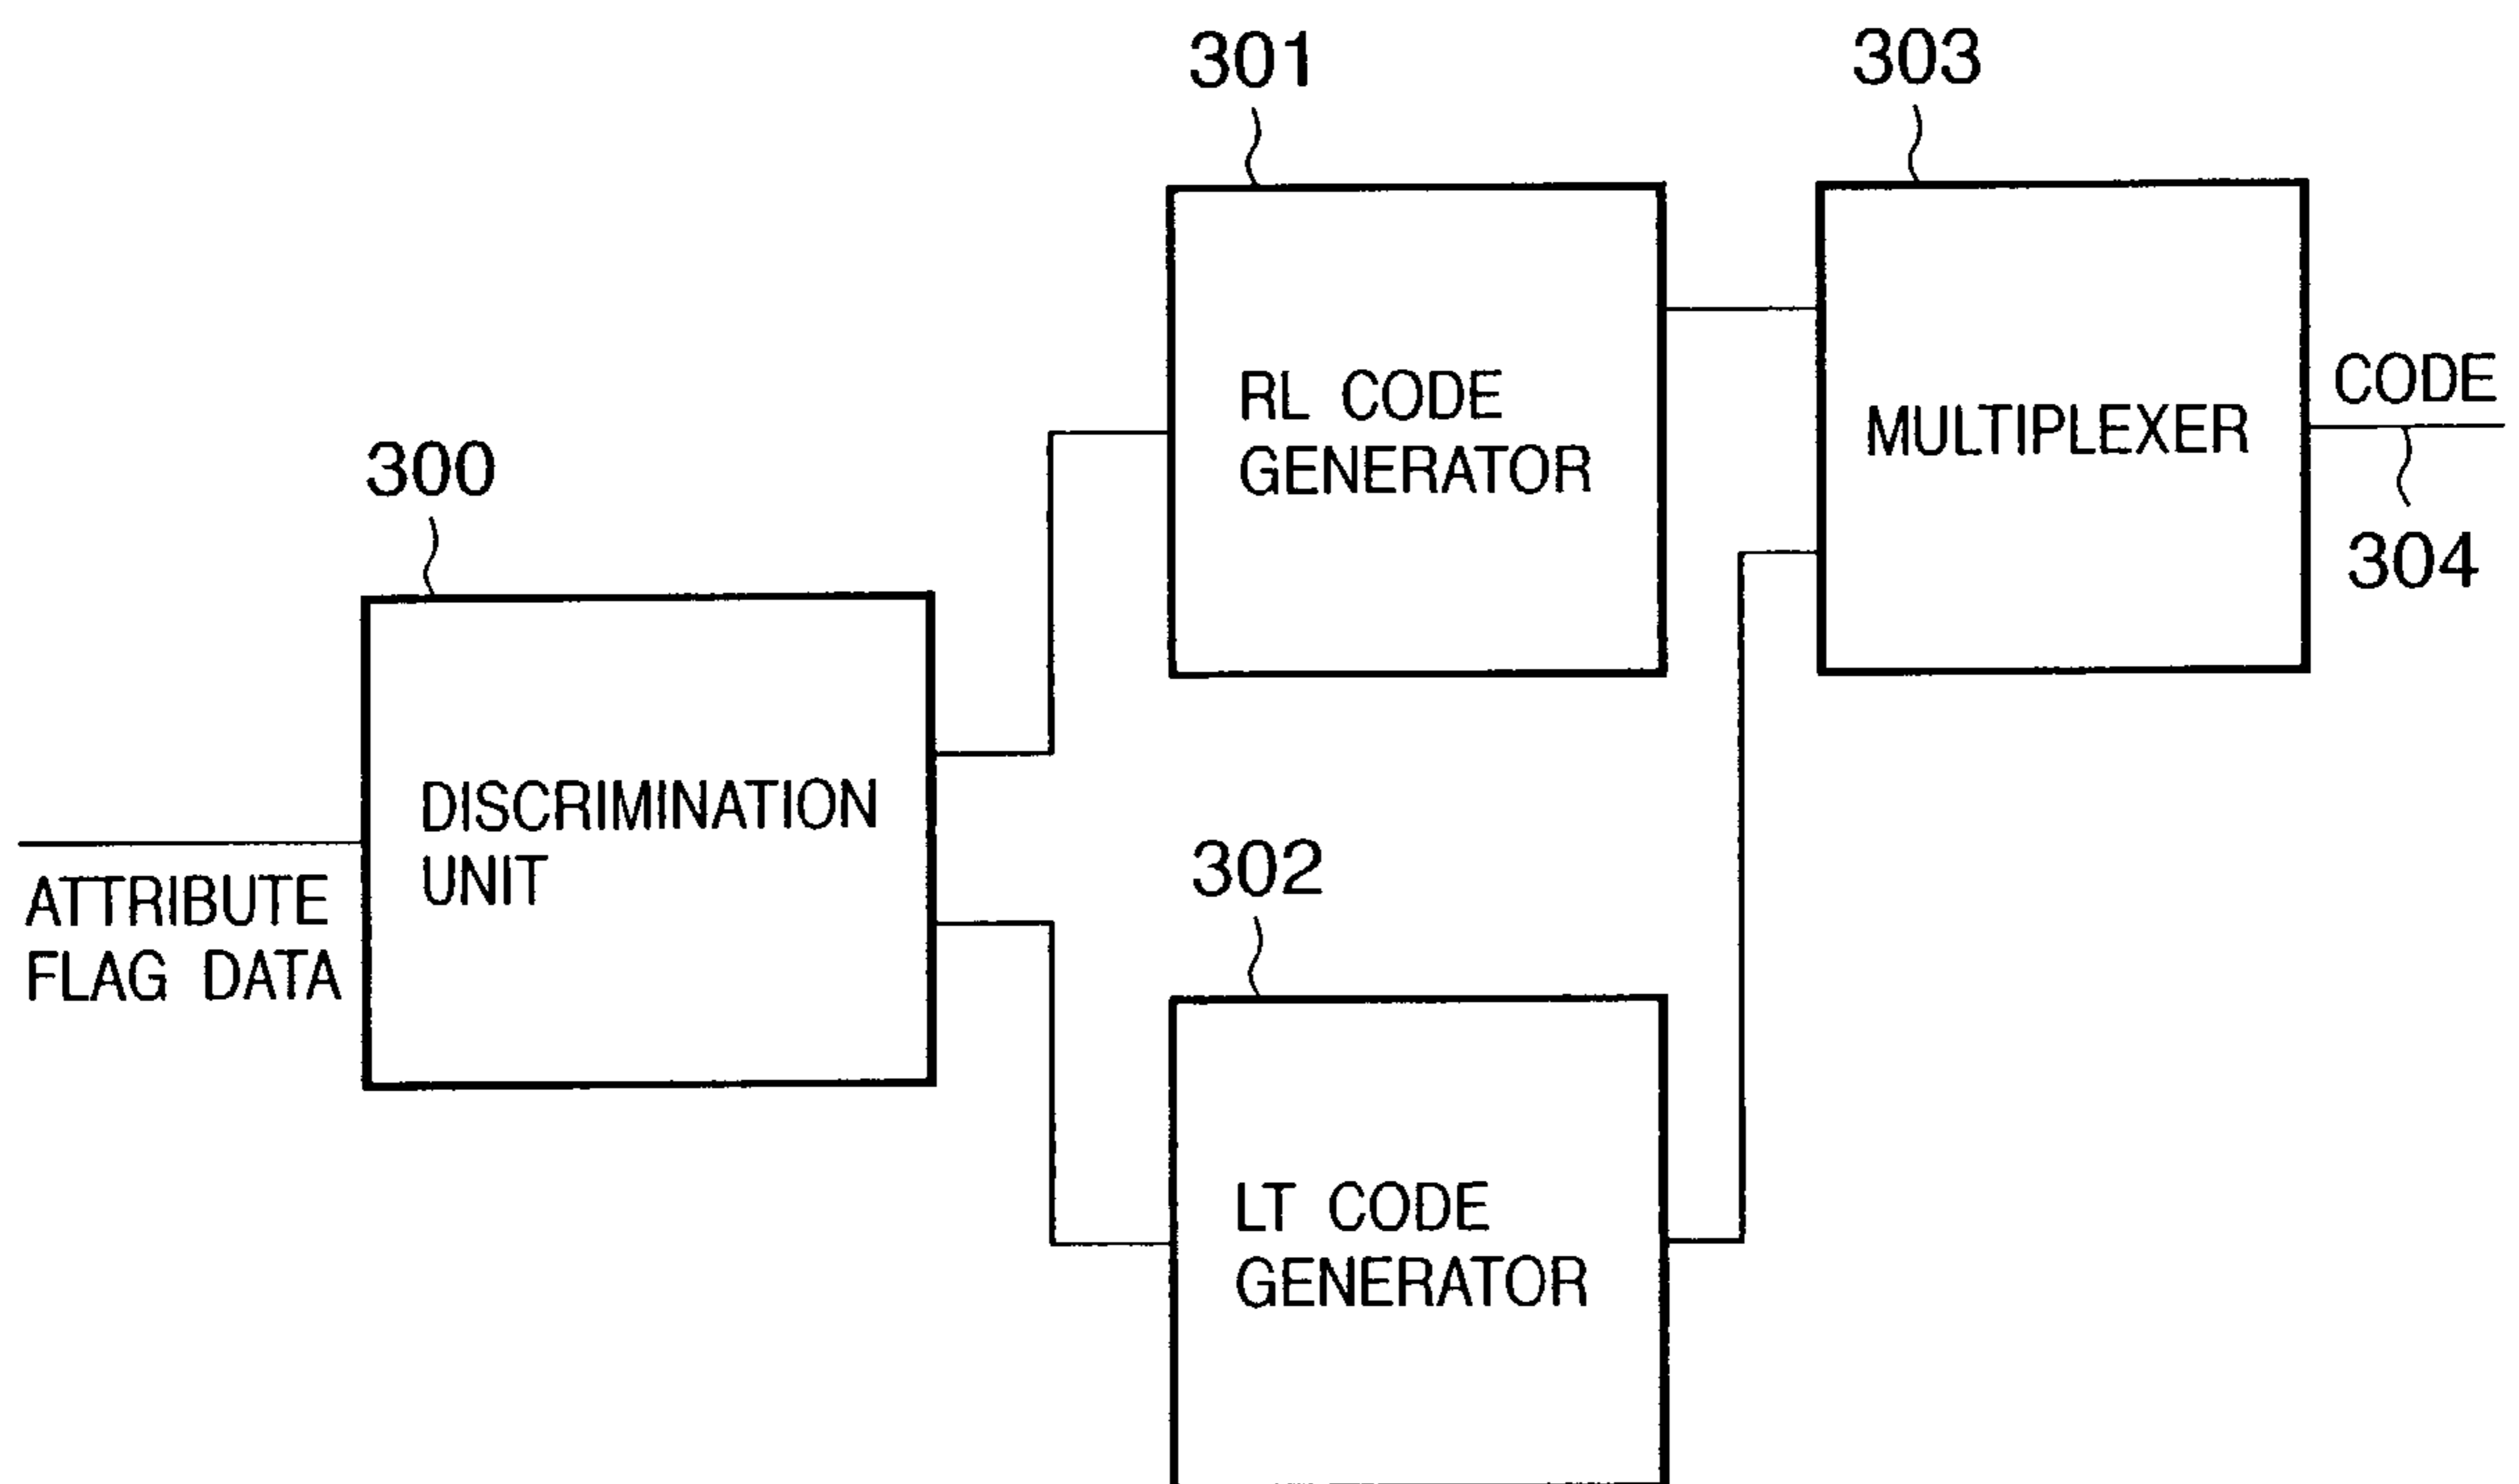 301
303
RL CODE
GENERATOR
CODE
MULTIPLEXER
304
300
DISCRIMINATION
UNIT
ATTRIBUTE
FLAG DATA
302
LT CODE
GENERATOR